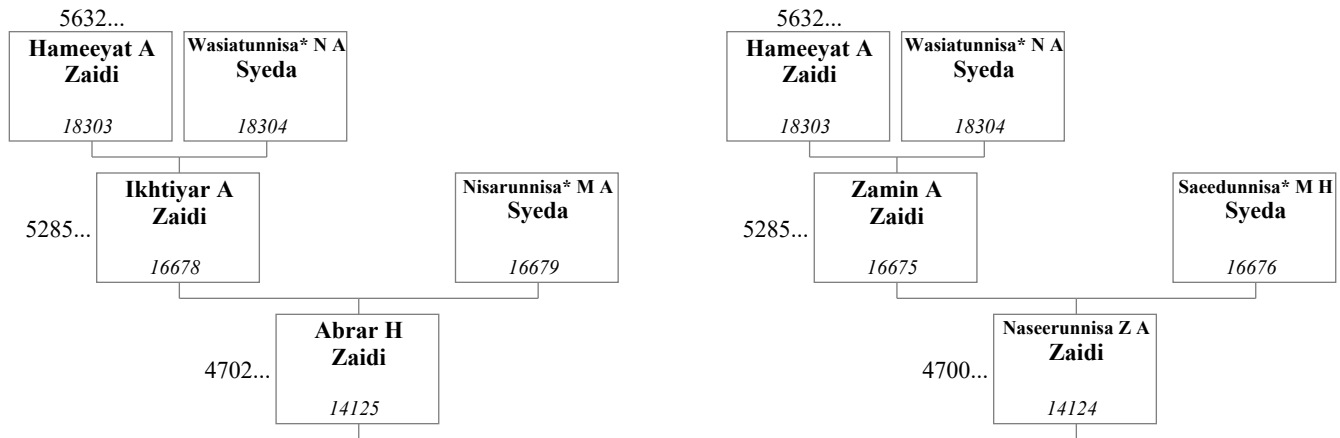 5632...
Hameeyat A
Zaidi
18303
Wasiatunnisa* N A
Syeda
18304
5285...
Ikhtiyar A
Zaidi
16678
Nisarunnisa* M A
Syeda
16679
4702...
Abrar H
Zaidi
14125
5632...
Hameeyat A
Zaidi
18303
Wasiatunnisa* N A
Syeda
18304
5285...
Zamin A
Zaidi
16675
Saeedunnisa* M H
Syeda
16676
4700...
Naseerunnisa Z A
Zaidi
14124